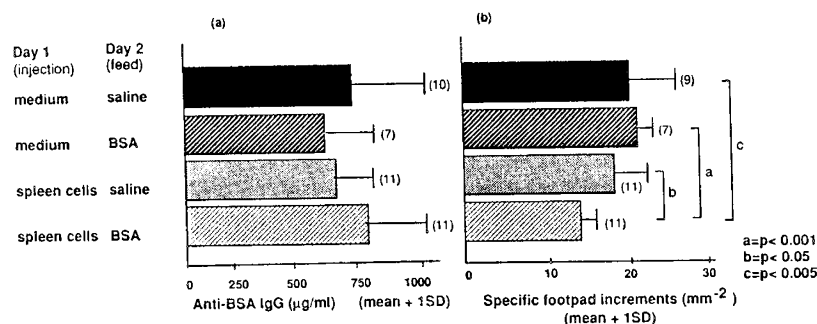 (a)
(b)
Day 1 Day 2
(injection) (feed)
medium saline
(10)
(9)
medium BSA
(7)
(7)
c
a
spleen cells saline
(11)
(11)
b
spleen cells BSA
(11)
(11)
a=p< 0.001
b=p< 0.05
c=p< 0.005
0 250 500 750 1000
0 10 20 30
Anti-BSA IgG (µg/ml) (mean + 1SD)
Specific footpad increments (mm⁻²)
(mean + 1SD)